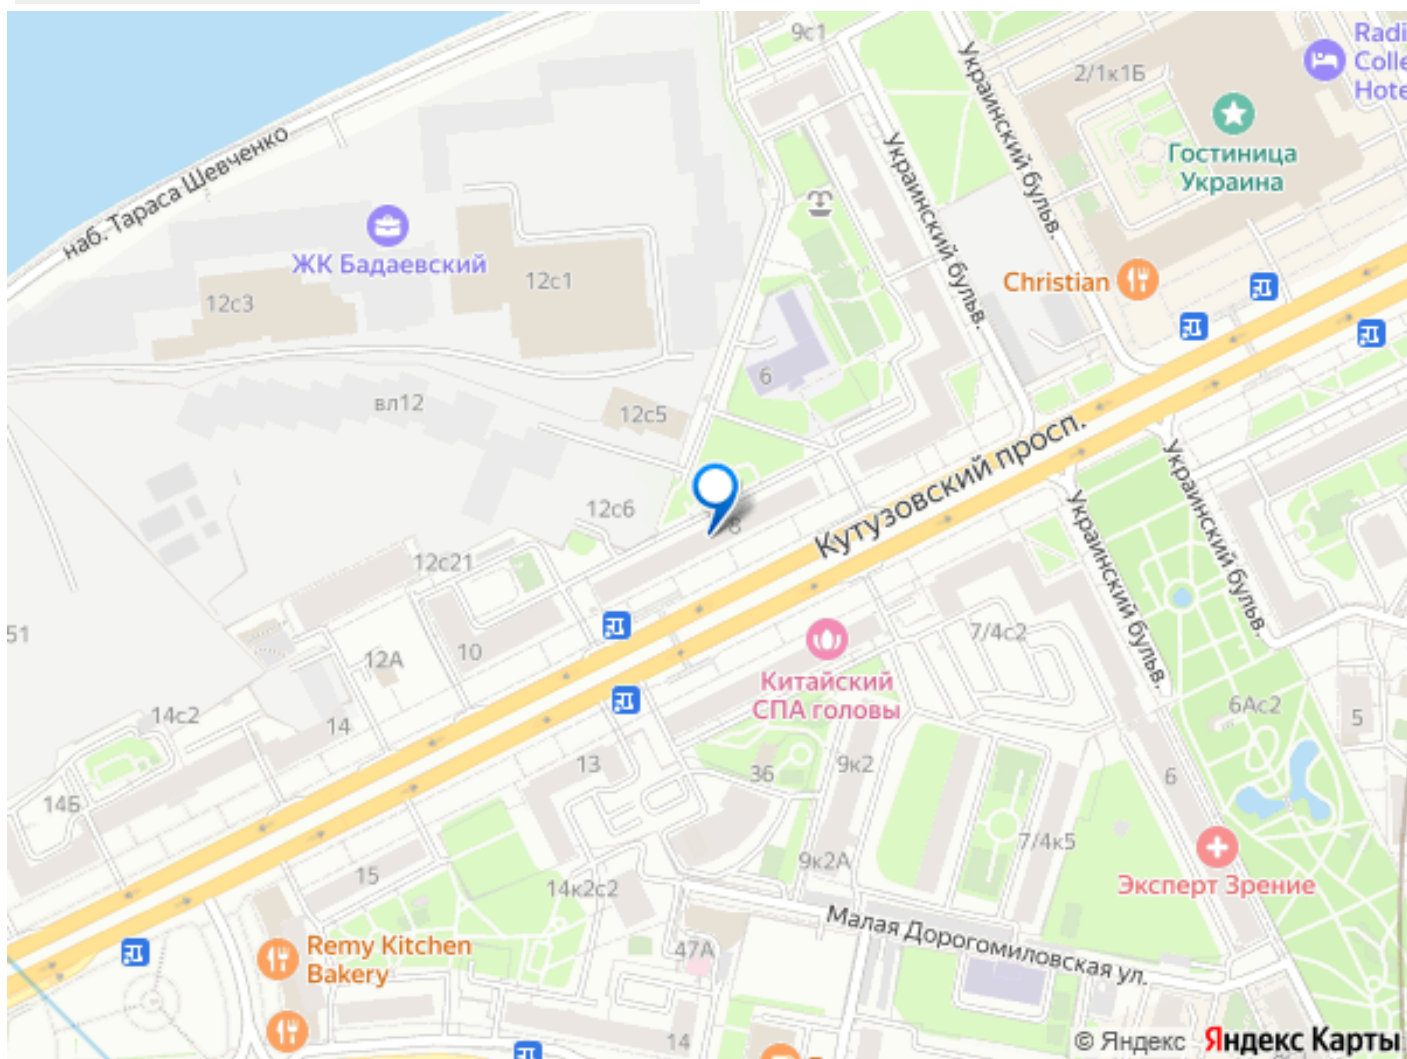 9с1
Украинский бульв.
2/1к1Б
Radi
Colle
Hote
Гостиница
Украина
Украинский бульв.
наб. Тараса Шевченко
ЖК Бадаевский
12с1
12с3
Christian
6
вл12
12с5
Кутузовский просп.
Украинский бульв.
12с6
8
12с21
Украинский бульв.
51
10
12А
7/4с2
Китайский
СПА головы
14с2
14
6Ас2
5
13
36
9к2
6
14Б
7/4к5
9к2А
15
14к2с2
Эксперт Зрение
Малая Дорогомиловская ул.
Remy Kitchen
Bakery
47А
14
© Яндекс Яндекс Карты